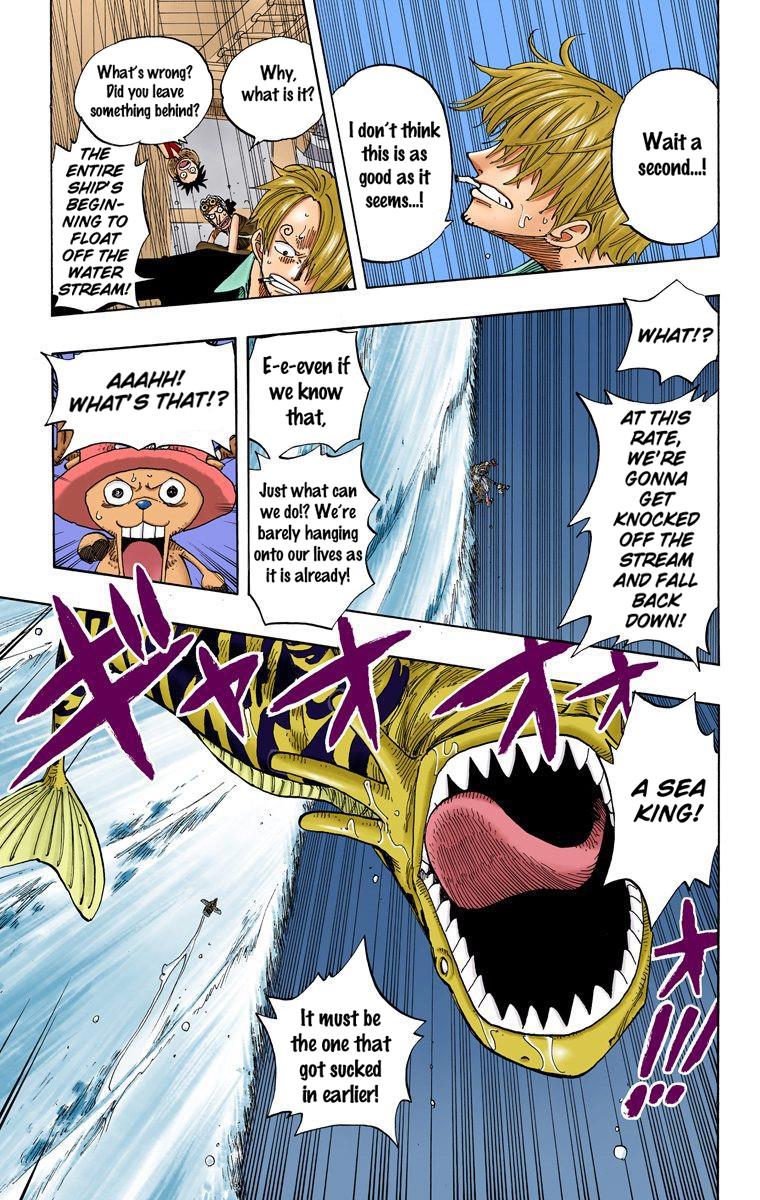 Wait a
second...!
I don't think
this is as
good as it
seems...!
Why,
what is it?
What's wrong?
Did you leave
something behind?
THE
ENTIRE
SHIP'S
BEGIN-
NING TO
FLOAT
OFF THE
WATER
STREAM!
WHAT!?
AT THIS
RATE,
WE'RE
GONNA
GET
KNOCKED
OFF THE
STREAM
AND FALL
BACK
DOWN!
E-e-even if
we know
that,
Just what can
we do!? We're
barely hanging
onto our lives as
it is already!
AAAHH!
WHAT'S THAT!?
A SEA
KING!
ギャオオオオ!!!
It must be
the one that
got sucked
in earlier!